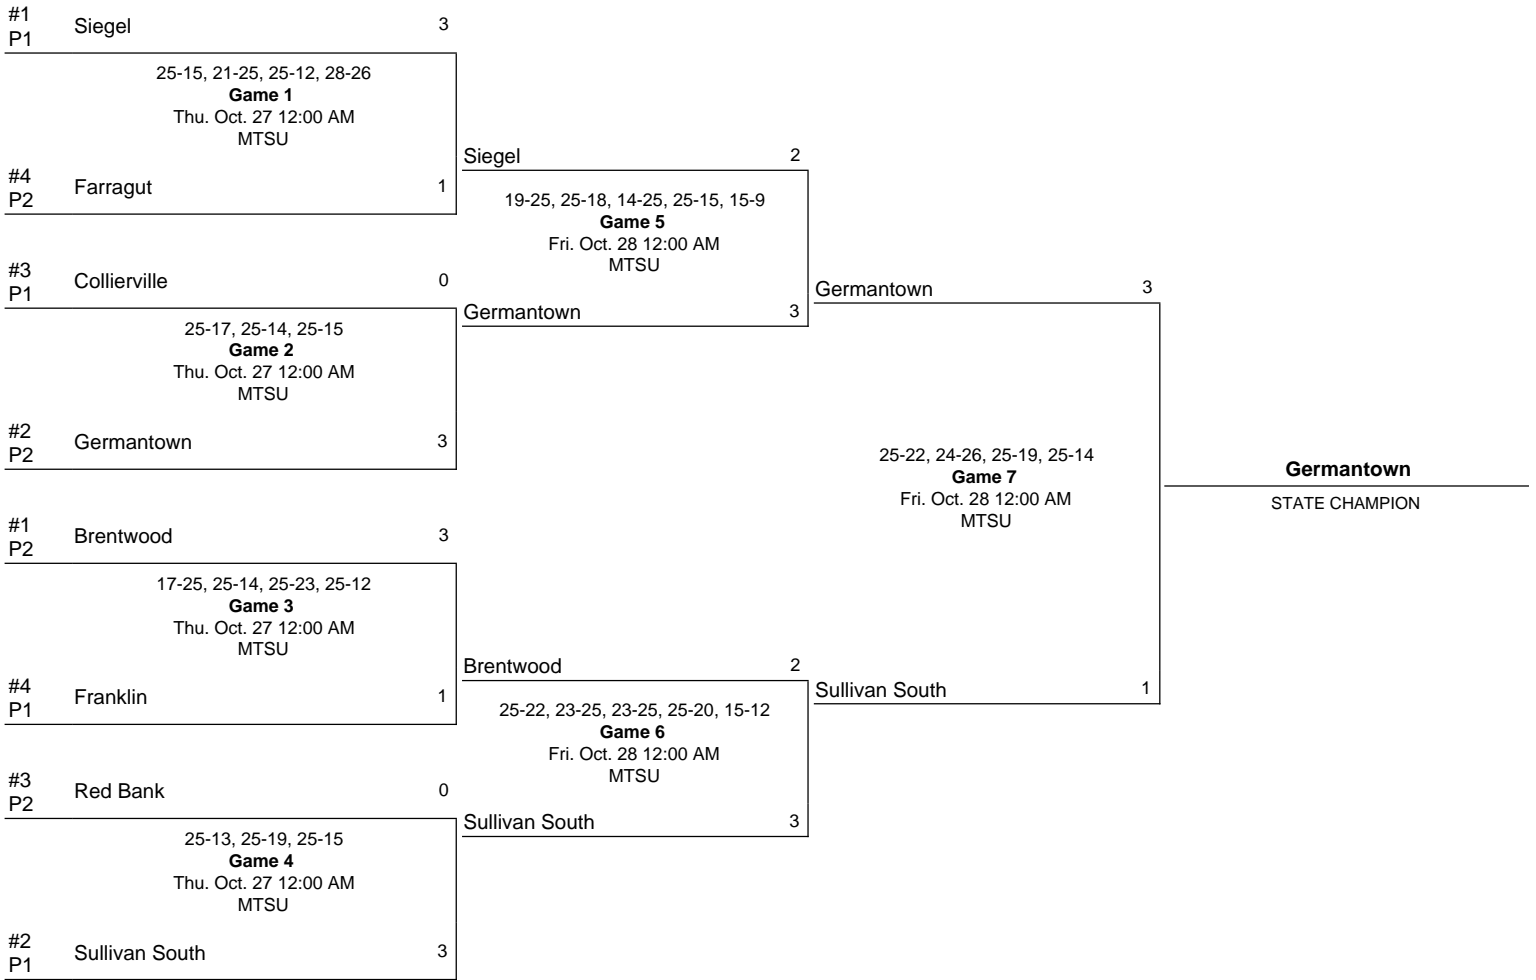 #1
P1
Siegel 3
25-15, 21-25, 25-12, 28-26
Game 1
Thu. Oct. 27 12:00 AM
MTSU
#4
P2
Farragut 1
#3
P1
Collierville 0
25-17, 25-14, 25-15
Game 2
Thu. Oct. 27 12:00 AM
MTSU
#2
P2
Germantown 3
#1
P2
Brentwood 3
17-25, 25-14, 25-23, 25-12
Game 3
Thu. Oct. 27 12:00 AM
MTSU
#4
P1
Franklin 1
#3
P2
Red Bank 0
25-13, 25-19, 25-15
Game 4
Thu. Oct. 27 12:00 AM
MTSU
#2
P1
Sullivan South 3
Siegel 2
19-25, 25-18, 14-25, 25-15, 15-9
Game 5
Fri. Oct. 28 12:00 AM
MTSU
Germantown 3
Brentwood 2
25-22, 23-25, 23-25, 25-20, 15-12
Game 6
Fri. Oct. 28 12:00 AM
MTSU
Sullivan South 3
Germantown 3
25-22, 24-26, 25-19, 25-14
Game 7
Fri. Oct. 28 12:00 AM
MTSU
Sullivan South 1
Germantown
STATE CHAMPION